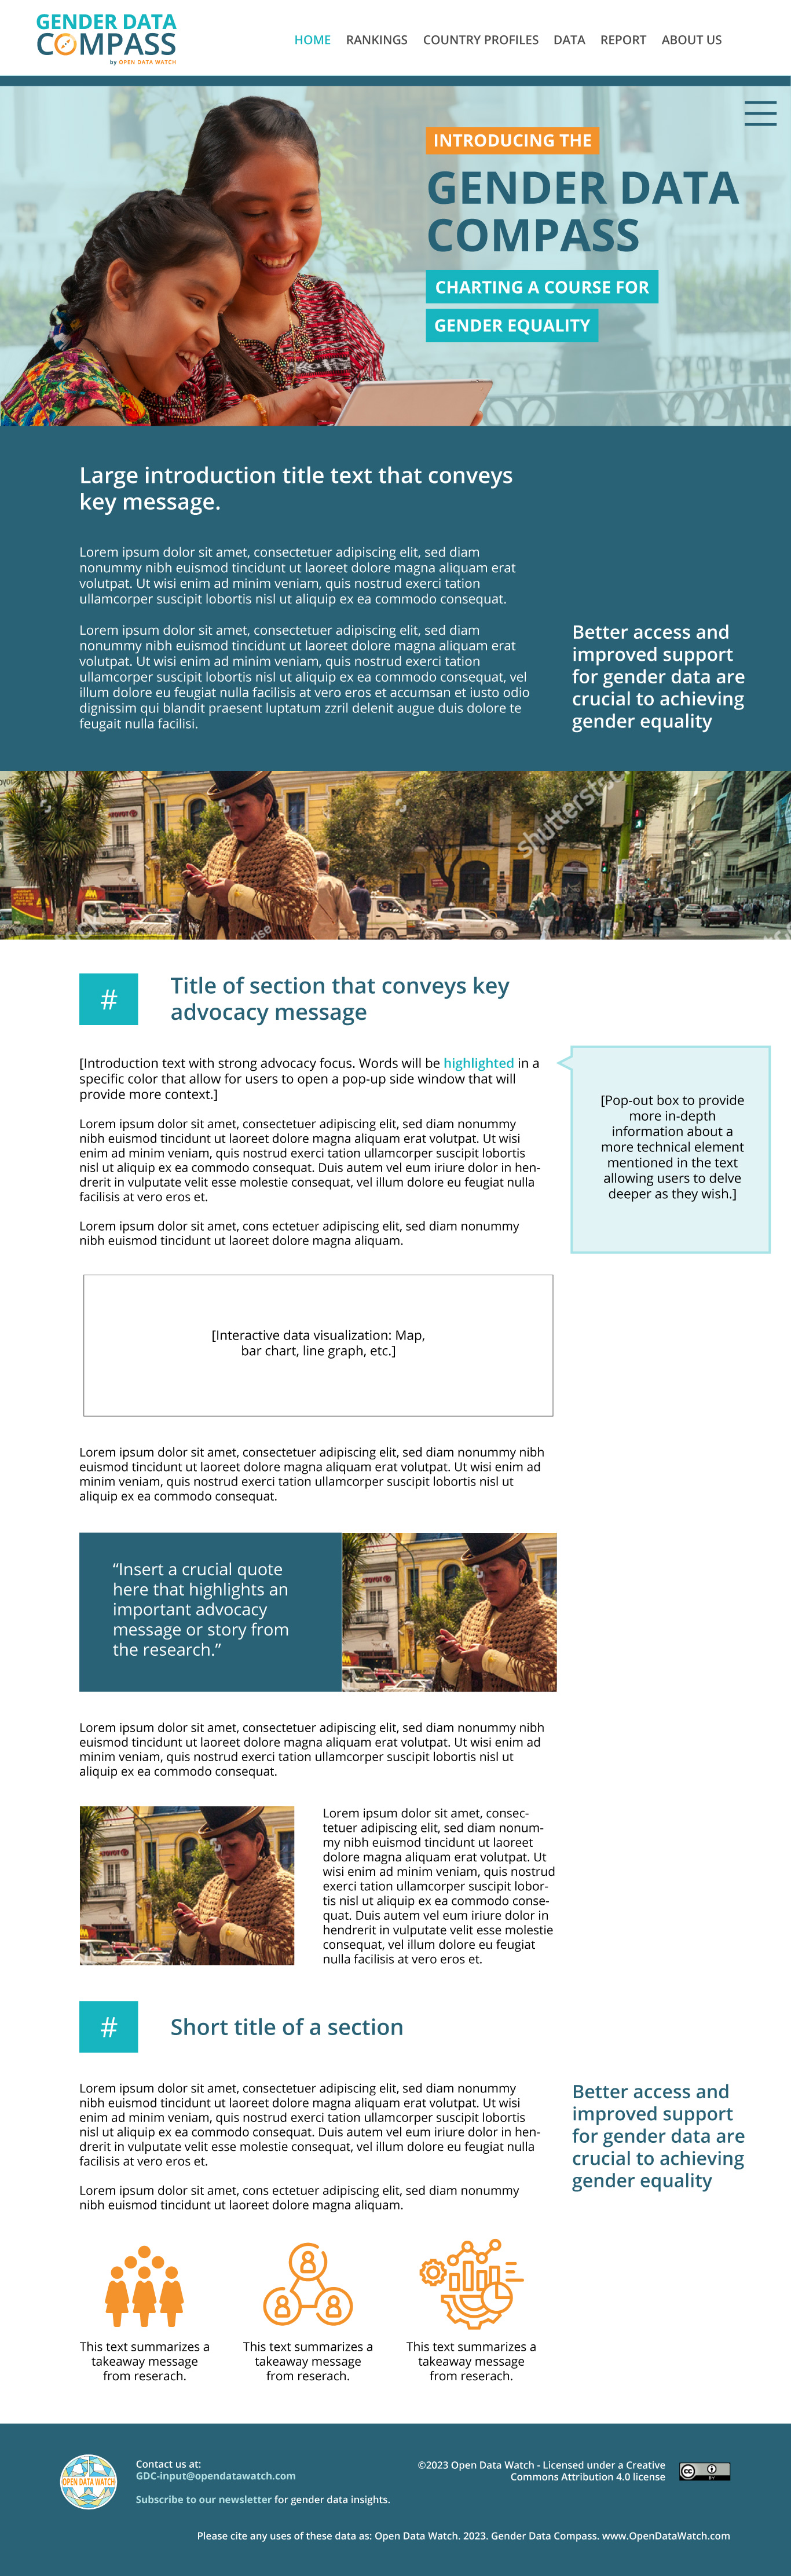 GENDER DATA
COMPASS
by OPEN DATA WATCH
HOME RANKINGS COUNTRY PROFILES DATA REPORT ABOUT US
INTRODUCING THE
GENDER DATA
COMPASS
CHARTING A COURSE FOR
GENDER EQUALITY
Large introduction title text that conveys
key message.
Lorem ipsum dolor sit amet, consectetuer adipiscing elit, sed diam
nonummy nibh euismod tincidunt ut laoreet dolore magna aliquam erat
volutpat. Ut wisi enim ad minim veniam, quis nostrud exerci tation
ullamcorper suscipit lobortis nisl ut aliquip ex ea commodo consequat.
Lorem ipsum dolor sit amet, consectetuer adipiscing elit, sed diam
nonummy nibh euismod tincidunt ut laoreet dolore magna aliquam erat
volutpat. Ut wisi enim ad minim veniam, quis nostrud exerci tation
ullamcorper suscipit lobortis nisl ut aliquip ex ea commodo consequat, vel
illum dolore eu feugiat nulla facilisis at vero eros et accumsan et iusto odio
dignissim qui blandit praesent luptatum zzril delenit augue duis dolore te
feugait nulla facilisi.
Better access and
improved support
for gender data are
crucial to achieving
gender equality
shutterstock
#
Title of section that conveys key
advocacy message
[Introduction text with strong advocacy focus. Words will be highlighted in a
specific color that allow for users to open a pop-up side window that will
provide more context.]
Lorem ipsum dolor sit amet, consectetuer adipiscing elit, sed diam nonummy
nibh euismod tincidunt ut laoreet dolore magna aliquam erat volutpat. Ut wisi
enim ad minim veniam, quis nostrud exerci tation ullamcorper suscipit lobortis
nisl ut aliquip ex ea commodo consequat. Duis autem vel eum iriure dolor in hen-
drerit in vulputate velit esse molestie consequat, vel illum dolore eu feugiat nulla
facilisis at vero eros et.
Lorem ipsum dolor sit amet, cons ectetuer adipiscing elit, sed diam nonummy
nibh euismod tincidunt ut laoreet dolore magna aliquam.
[Pop-out box to provide
more in-depth
information about a
more technical element
mentioned in the text
allowing users to delve
deeper as they wish.]
[Interactive data visualization: Map,
bar chart, line graph, etc.]
Lorem ipsum dolor sit amet, consectetuer adipiscing elit, sed diam nonummy nibh
euismod tincidunt ut laoreet dolore magna aliquam erat volutpat. Ut wisi enim ad
minim veniam, quis nostrud exerci tation ullamcorper suscipit lobortis nisl ut
aliquip ex ea commodo consequat.
“Insert a crucial quote
here that highlights an
important advocacy
message or story from
the research.”
Lorem ipsum dolor sit amet, consectetuer adipiscing elit, sed diam nonummy nibh
euismod tincidunt ut laoreet dolore magna aliquam erat volutpat. Ut wisi enim ad
minim veniam, quis nostrud exerci tation ullamcorper suscipit lobortis nisl ut
aliquip ex ea commodo consequat.
Lorem ipsum dolor sit amet, consec-
tetuer adipiscing elit, sed diam nonum-
my nibh euismod tincidunt ut laoreet
dolore magna aliquam erat volutpat. Ut
wisi enim ad minim veniam, quis nostrud
exerci tation ullamcorper suscipit lobor-
tis nisl ut aliquip ex ea commodo conse-
quat. Duis autem vel eum iriure dolor in
hendrerit in vulputate velit esse molestie
consequat, vel illum dolore eu feugiat
nulla facilisis at vero eros et.
#
Short title of a section
Lorem ipsum dolor sit amet, consectetuer adipiscing elit, sed diam nonummy
nibh euismod tincidunt ut laoreet dolore magna aliquam erat volutpat. Ut wisi
enim ad minim veniam, quis nostrud exerci tation ullamcorper suscipit lobortis
nisl ut aliquip ex ea commodo consequat. Duis autem vel eum iriure dolor in hen-
drerit in vulputate velit esse molestie consequat, vel illum dolore eu feugiat nulla
facilisis at vero eros et.
Lorem ipsum dolor sit amet, cons ectetuer adipiscing elit, sed diam nonummy
nibh euismod tincidunt ut laoreet dolore magna aliquam.
Better access and
improved support
for gender data are
crucial to achieving
gender equality
This text summarizes a
takeaway message
from reserach.
This text summarizes a
takeaway message
from reserach.
This text summarizes a
takeaway message
from reserach.
OPEN DATA WATCH
Contact us at:
GDC-input@opendatawatch.com
Subscribe to our newsletter for gender data insights.
©2023 Open Data Watch - Licensed under a Creative
Commons Attribution 4.0 license
cc
BY
Please cite any uses of these data as: Open Data Watch. 2023. Gender Data Compass. www.OpenDataWatch.com